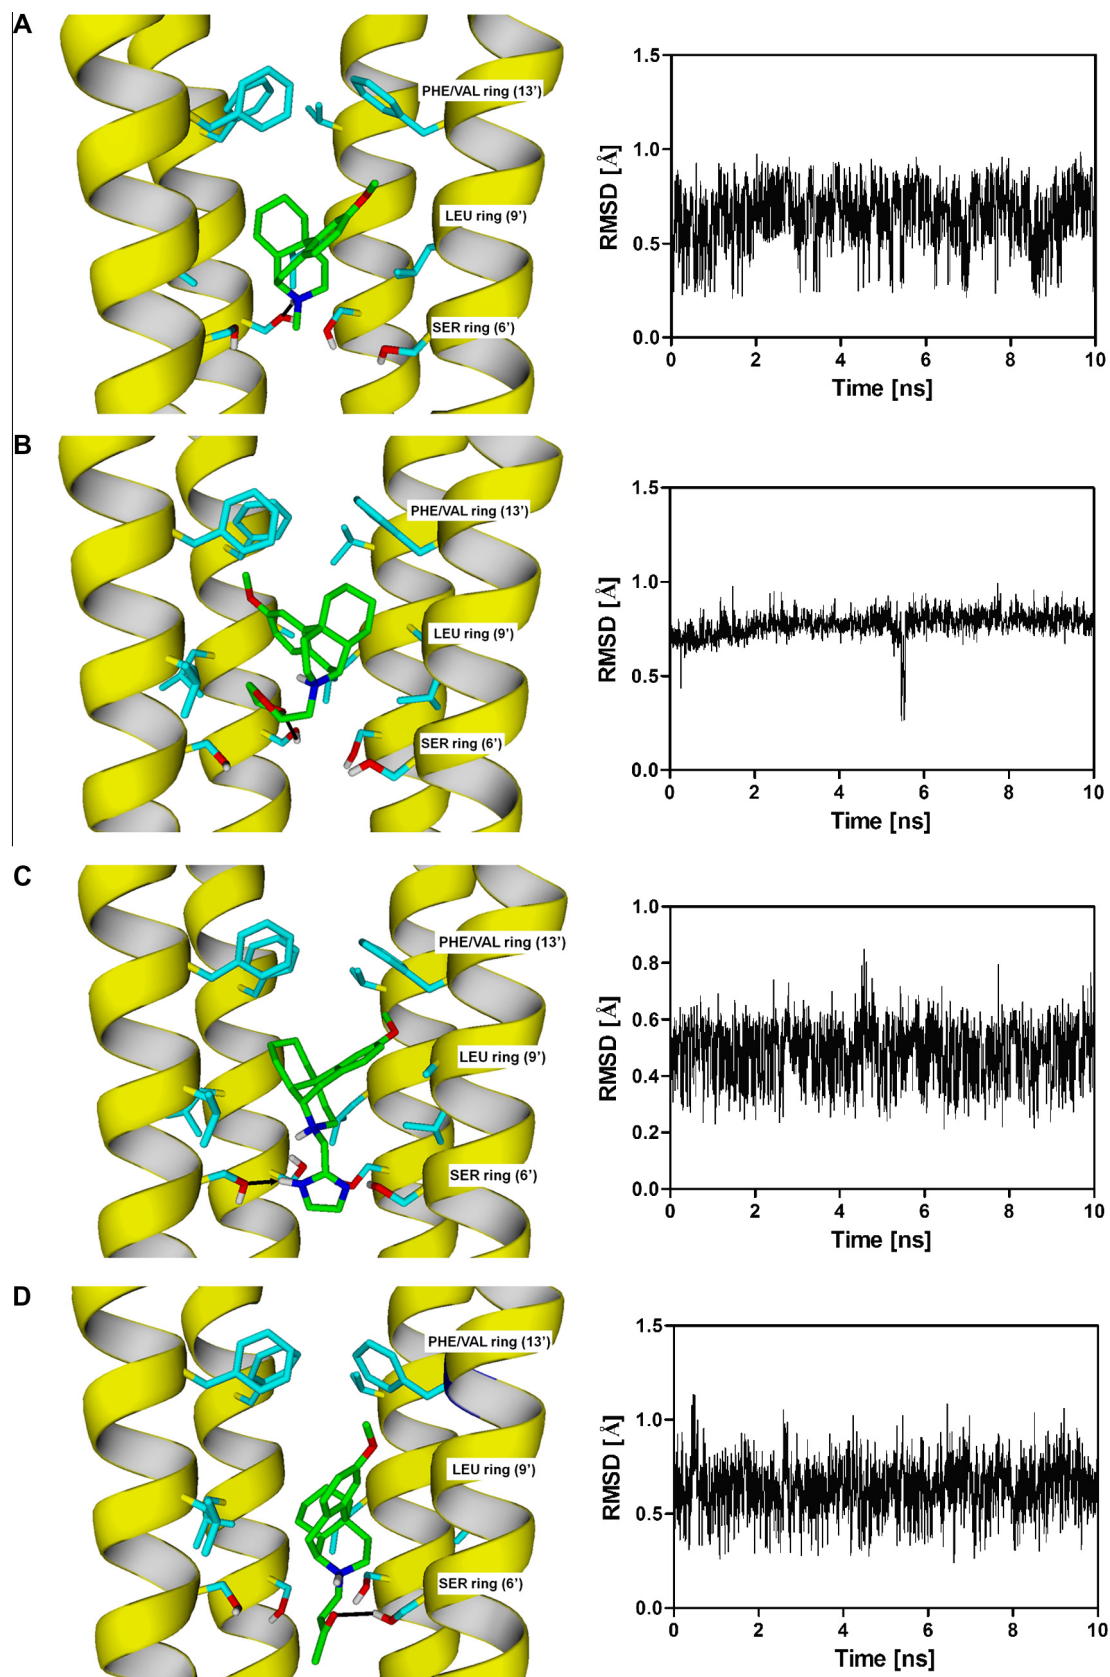 A
PHE/VAL ring (13')
LEU ring (9')
SER ring (6')
RMSD [Å]
1.5
1.0
0.5
0.0
0 2 4 6 8 10
Time [ns]
B
PHE/VAL ring (13')
LEU ring (9')
SER ring (6')
RMSD [Å]
1.5
1.0
0.5
0.0
0 2 4 6 8 10
Time [ns]
C
PHE/VAL ring (13')
LEU ring (9')
SER ring (6')
RMSD [Å]
1.0
0.8
0.6
0.4
0.2
0.0
0 2 4 6 8 10
Time [ns]
D
PHE/VAL ring (13')
LEU ring (9')
SER ring (6')
RMSD [Å]
1.5
1.0
0.5
0.0
0 2 4 6 8 10
Time [ns]